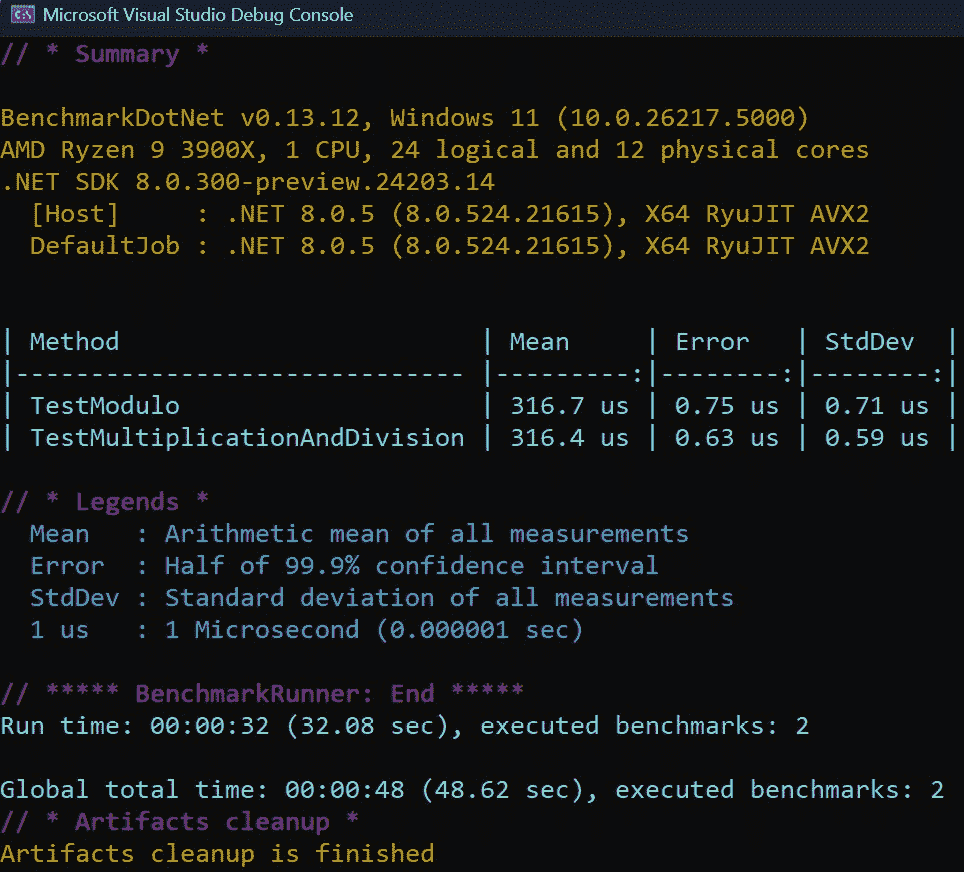 Microsoft Visual Studio Debug Console
// * Summary *
BenchmarkDotNet v0.13.12, Windows 11 (10.0.26217.5000)
AMD Ryzen 9 3900X, 1 CPU, 24 logical and 12 physical cores
.NET SDK 8.0.300-preview.24203.14
  [Host]     : .NET 8.0.5 (8.0.524.21615), X64 RyuJIT AVX2
  DefaultJob : .NET 8.0.5 (8.0.524.21615), X64 RyuJIT AVX2
| Method                        | Mean     | Error   | StdDev  |
|------------------------------ |---------:|--------:|--------:|
| TestModulo                    | 316.7 us | 0.75 us | 0.71 us |
| TestMultiplicationAndDivision | 316.4 us | 0.63 us | 0.59 us |
// * Legends *
  Mean   : Arithmetic mean of all measurements
  Error  : Half of 99.9% confidence interval
  StdDev : Standard deviation of all measurements
  1 us   : 1 Microsecond (0.000001 sec)
// ***** BenchmarkRunner: End *****
Run time: 00:00:32 (32.08 sec), executed benchmarks: 2
Global total time: 00:00:48 (48.62 sec), executed benchmarks: 2
// * Artifacts cleanup *
Artifacts cleanup is finished